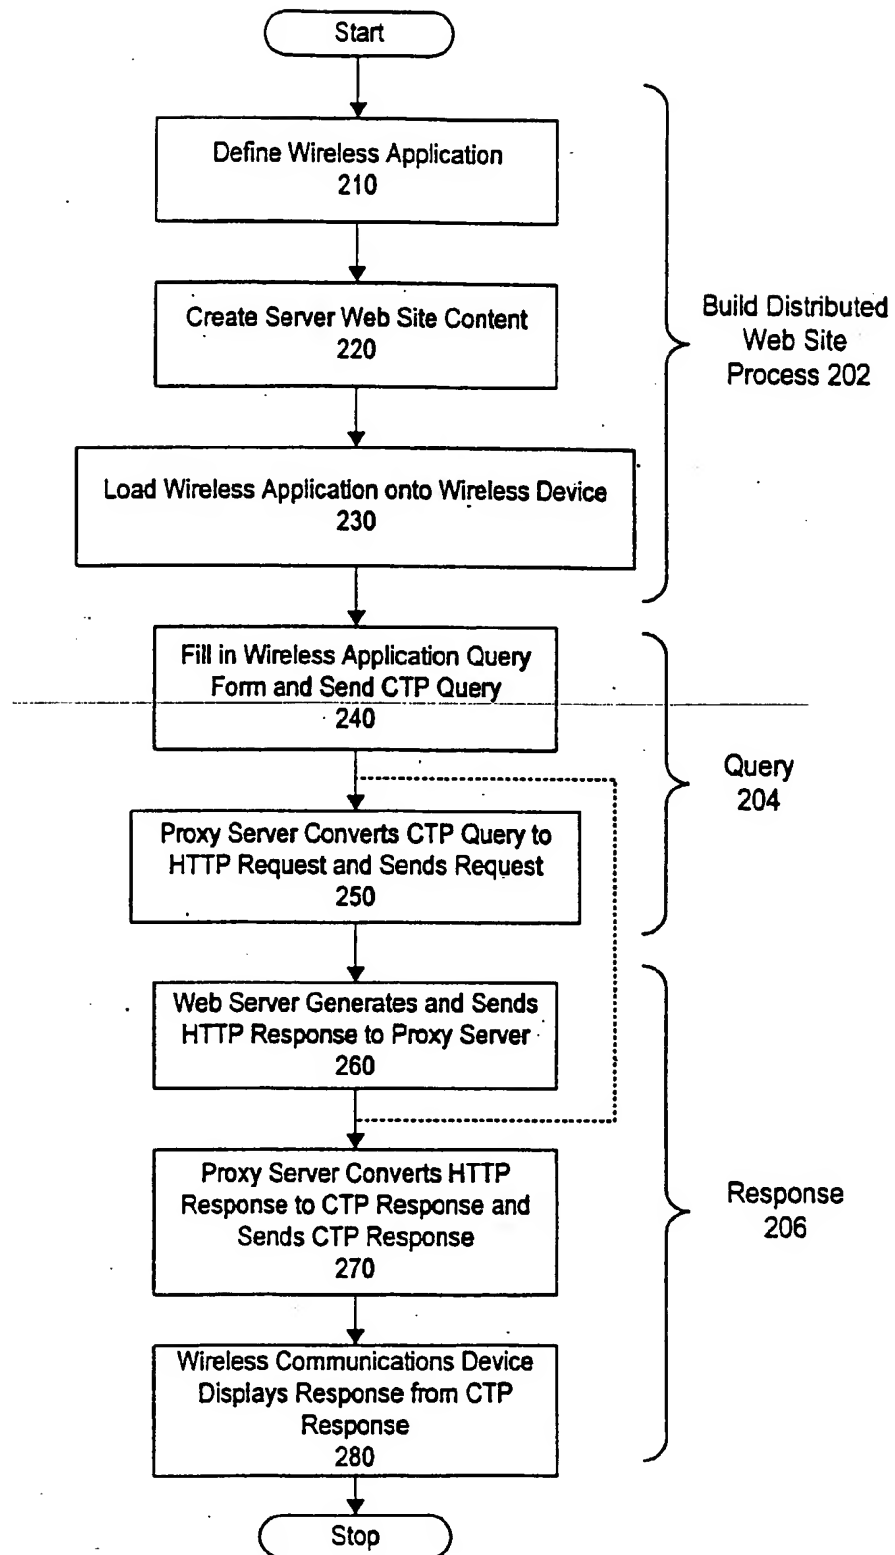 Start
Define Wireless Application
210
Create Server Web Site Content
220
Build Distributed
Web Site
Process 202
Load Wireless Application onto Wireless Device
230
Fill in Wireless Application Query
Form and Send CTP Query
240
Query
204
Proxy Server Converts CTP Query to
HTTP Request and Sends Request
250
Web Server Generates and Sends
HTTP Response to Proxy Server
260
Proxy Server Converts HTTP
Response to CTP Response and
Sends CTP Response
270
Response
206
Wireless Communications Device
Displays Response from CTP
Response
280
Stop